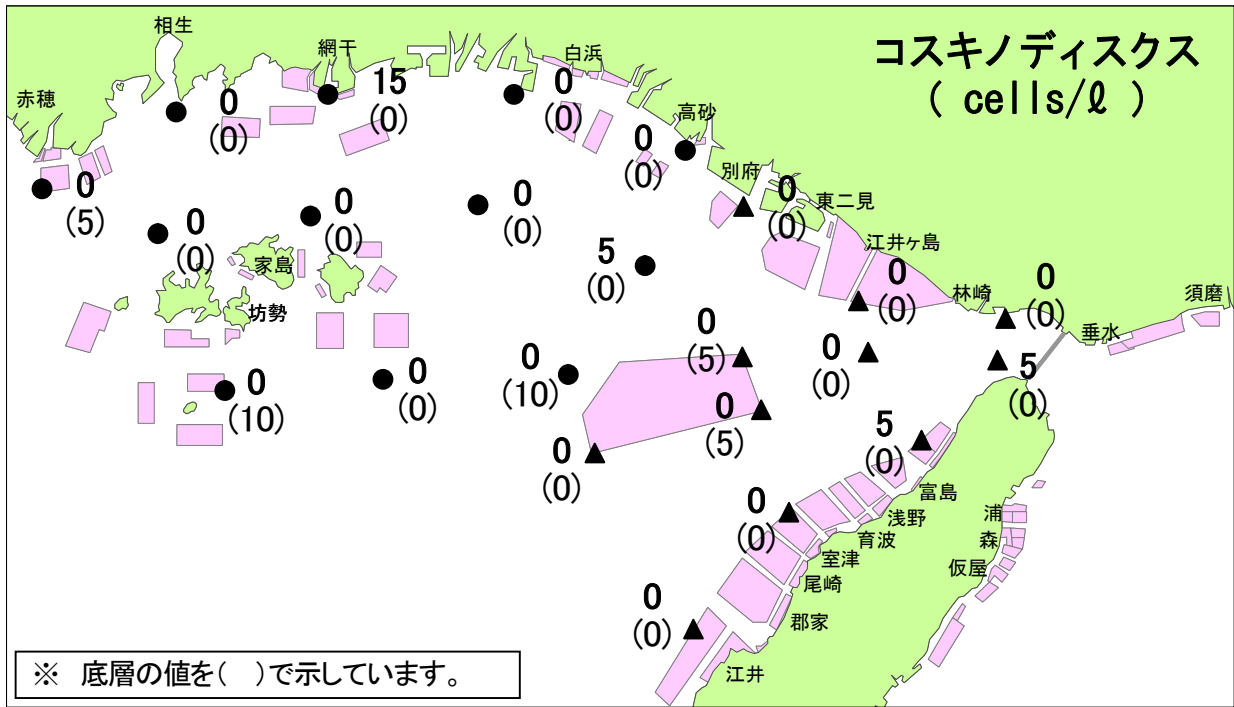 コスキノディスクス
( cells/ℓ )
相生
網干
白浜
赤穂
高砂
別府
東二見
江井ヶ島
林崎
須磨
垂水
家島
坊勢
富島
浅野
育波
室津
尾崎
郡家
江井
浦
森
仮屋
0
(0)
15
(0)
0
(0)
0
(0)
0
(5)
0
(0)
0
(0)
0
(0)
5
(0)
0
(0)
0
(0)
0
(0)
5
(0)
0
(5)
0
(0)
0
(10)
0
(0)
0
(10)
0
(5)
0
(0)
5
(0)
0
(0)
0
(0)
※ 底層の値を( )で示しています。